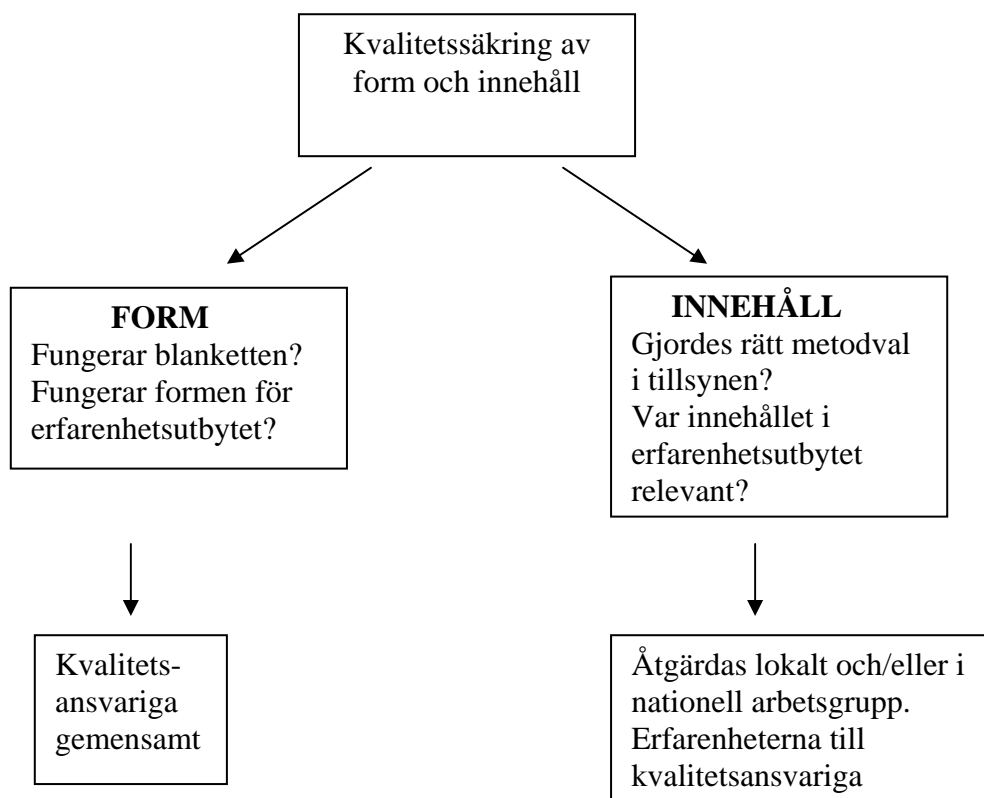 Kvalitetssäkring av
form och innehåll
FORM
Fungerar blanketten?
Fungerar formen för
erfarenhetsutbytet?
INNEHÅLL
Gjordes rätt metodval
i tillsynen?
Var innehållet i
erfarenhetsutbytet
relevant?
Kvalitets-
ansvariga
gemensamt
Åtgärdas lokalt och/eller i
nationell arbetsgrupp.
Erfarenheterna till
kvalitetsansvariga